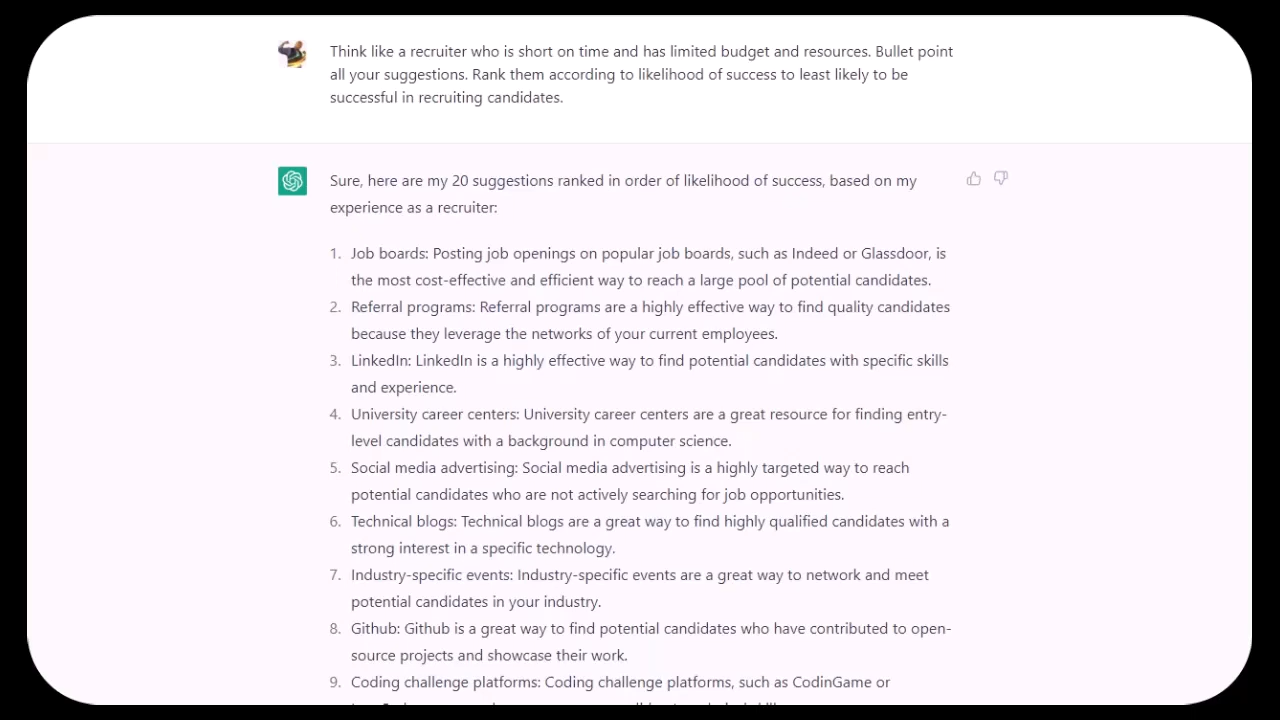 Think like a recruiter who is short on time and has limited budget and resources. Bullet point
all your suggestions. Rank them according to likelihood of success to least likely to be
successful in recruiting candidates.
Sure, here are my 20 suggestions ranked in order of likelihood of success, based on my
experience as a recruiter:
1. Job boards: Posting job openings on popular job boards, such as Indeed or Glassdoor, is
the most cost-effective and efficient way to reach a large pool of potential candidates.
2. Referral programs: Referral programs are a highly effective way to find quality candidates
because they leverage the networks of your current employees.
3. LinkedIn: LinkedIn is a highly effective way to find potential candidates with specific skills
and experience.
4. University career centers: University career centers are a great resource for finding entry-
level candidates with a background in computer science.
5. Social media advertising: Social media advertising is a highly targeted way to reach
potential candidates who are not actively searching for job opportunities.
6. Technical blogs: Technical blogs are a great way to find highly qualified candidates with a
strong interest in a specific technology.
7. Industry-specific events: Industry-specific events are a great way to network and meet
potential candidates in your industry.
8. Github: Github is a great way to find potential candidates who have contributed to open-
source projects and showcase their work.
9. Coding challenge platforms: Coding challenge platforms, such as CodinGame or